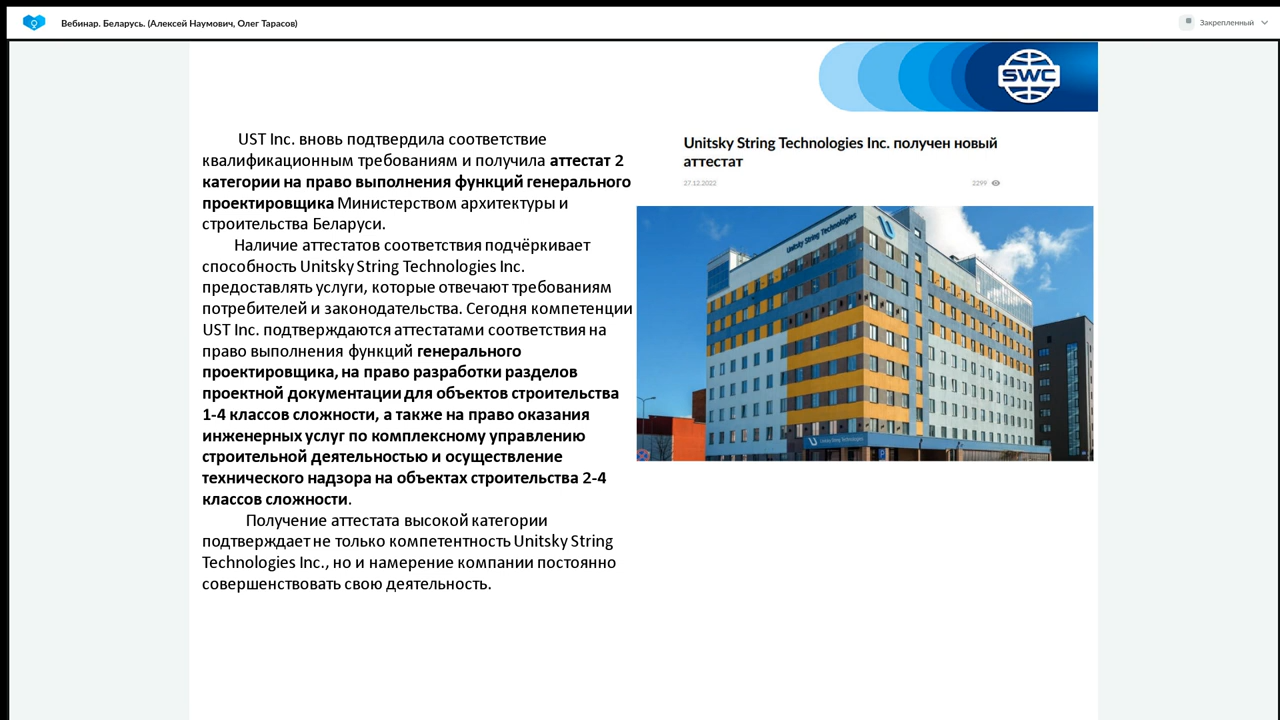 Вебинар. Беларусь. (Алексей Наумович, Олег Тарасов)
Закрепленный
SWC
UST Inc. вновь подтвердила соответствие
квалификационным требованиям и получила аттестат 2
категории на право выполнения функций генерального
проектировщика Министерством архитектуры и
строительства Беларуси.
Наличие аттестатов соответствия подчёркивает
способность Unitsky String Technologies Inc.
предоставлять услуги, которые отвечают требованиям
потребителей и законодательства. Сегодня компетенции
UST Inc. подтверждаются аттестатами соответствия на
право выполнения функций генерального
проектировщика, на право разработки разделов
проектной документации для объектов строительства
1-4 классов сложности, а также на право оказания
инженерных услуг по комплексному управлению
строительной деятельностью и осуществление
технического надзора на объектах строительства 2-4
классов сложности.
Получение аттестата высокой категории
подтверждает не только компетентность Unitsky String
Technologies Inc., но и намерение компании постоянно
совершенствовать свою деятельность.
Unitsky String Technologies Inc. получен новый
аттестат
27.12.2022
2299
Unitsky String Technologies
Unitsky String Technologies